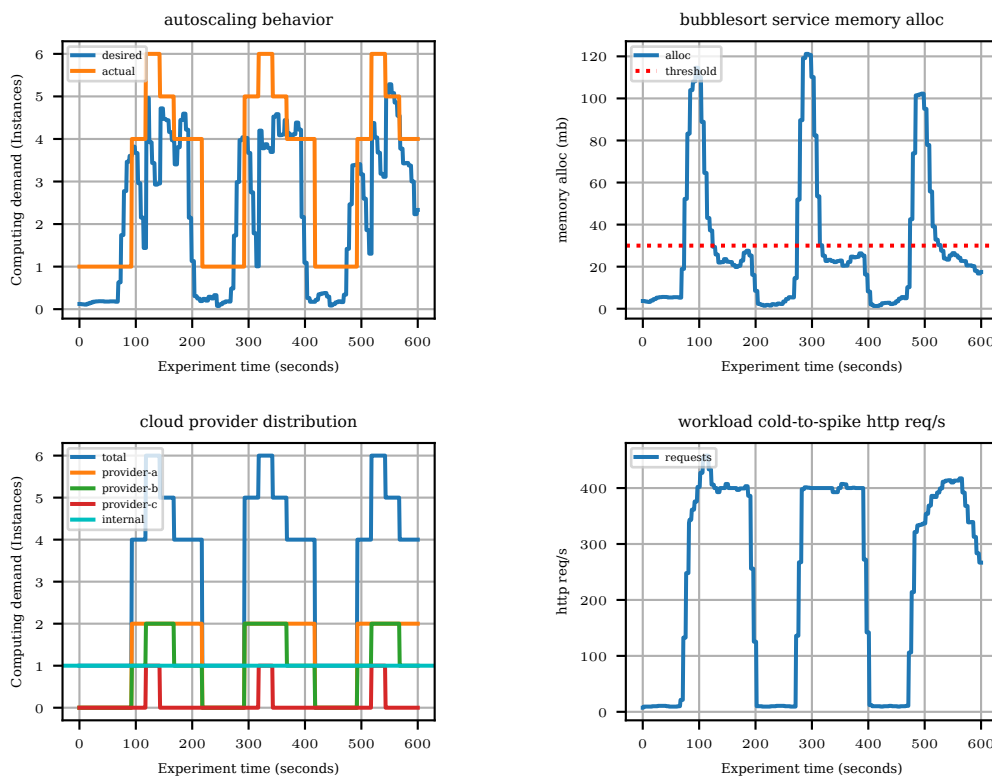 autoscaling behavior
desired
actual
Computing demand (Instances)
6
5
4
3
2
1
0
0 100 200 300 400 500 600
Experiment time (seconds)
bubblesort service memory alloc
alloc
threshold
memory alloc (mb)
120
100
80
60
40
20
0
0 100 200 300 400 500 600
Experiment time (seconds)
cloud provider distribution
total
provider-a
provider-b
provider-c
internal
Computing demand (Instances)
6
5
4
3
2
1
0
0 100 200 300 400 500 600
Experiment time (seconds)
workload cold-to-spike http req/s
requests
http req/s
400
300
200
100
0
0 100 200 300 400 500 600
Experiment time (seconds)